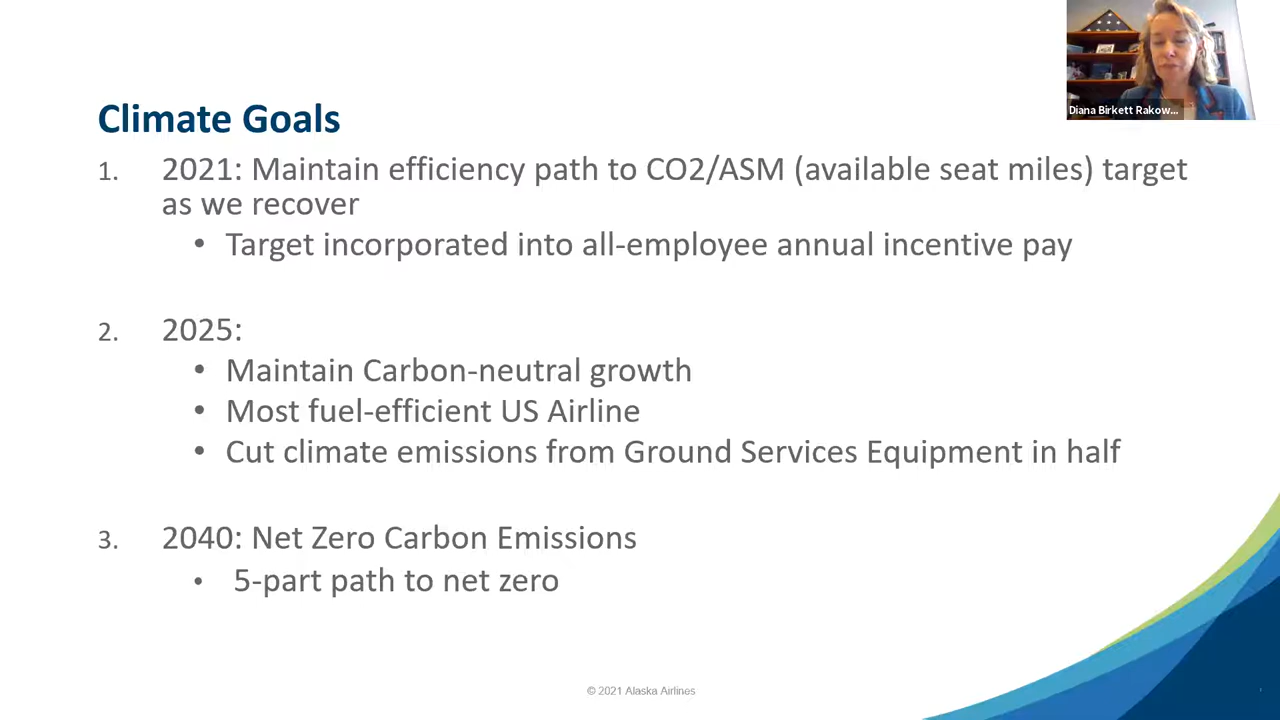 Diana Birkett Rakow...
Climate Goals
1. 2021: Maintain efficiency path to CO2/ASM (available seat miles) target
as we recover
• Target incorporated into all-employee annual incentive pay
2. 2025:
• Maintain Carbon-neutral growth
• Most fuel-efficient US Airline
• Cut climate emissions from Ground Services Equipment in half
3. 2040: Net Zero Carbon Emissions
• 5-part path to net zero
© 2021 Alaska Airlines